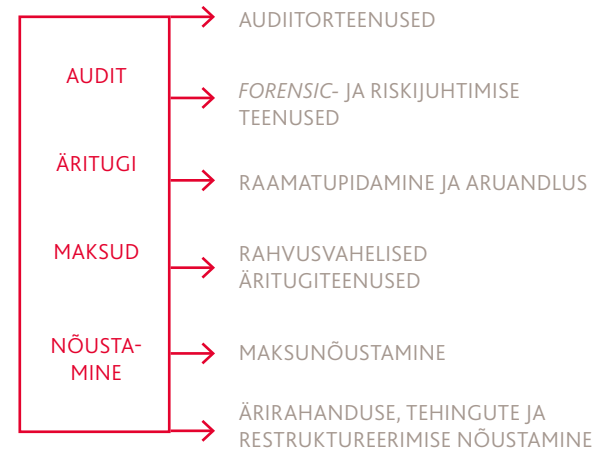 AUDIT
ÄRITUGI
MAKSUD
NÕUSTA-
MINE
AUDIITORTEENUSED
FORENSIC- JA RISKIJUHTIMISE
TEENUSED
RAAMATUPIDAMINE JA ARUANDLUS
RAHVUSVAHELISED
ÄRITUGITEENUSED
MAKSUNÕUSTAMINE
ÄRIRAHANDUSE, TEHINGUTE JA
RESTRUKTUREERIMISE NÕUSTAMINE